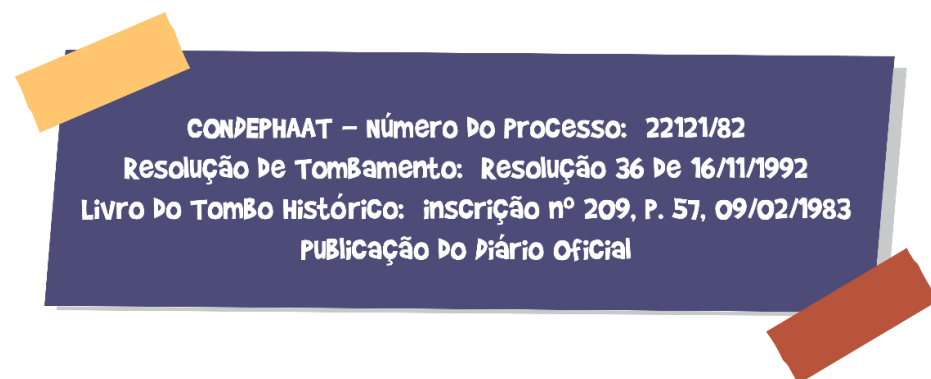 CONDEPHAAT – Número do Processo: 22121/82
Resolução de Tombamento: Resolução 36 de 16/11/1992
Livro do Tombo Histórico: inscrição nº 209, p. 57, 09/02/1983
Publicação do Diário Oficial